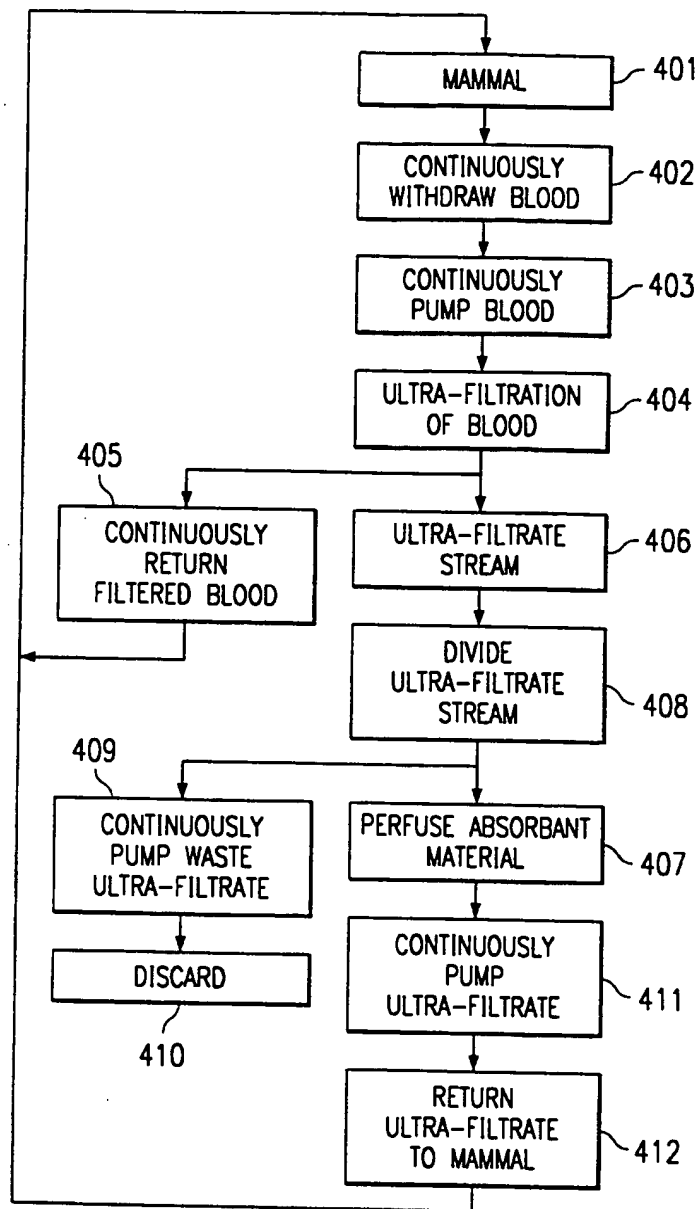 MAMMAL
401
CONTINUOUSLY
WITHDRAW BLOOD
402
CONTINUOUSLY
PUMP BLOOD
403
ULTRA-FILTRATION
OF BLOOD
404
405
CONTINUOUSLY
RETURN
FILTERED BLOOD
ULTRA-FILTRATE
STREAM
406
DIVIDE
ULTRA-FILTRATE
STREAM
408
409
CONTINUOUSLY
PUMP WASTE
ULTRA-FILTRATE
PERFUSE ABSORBANT
MATERIAL
407
DISCARD
410
CONTINUOUSLY
PUMP
ULTRA-FILTRATE
411
RETURN
ULTRA-FILTRATE
TO MAMMAL
412